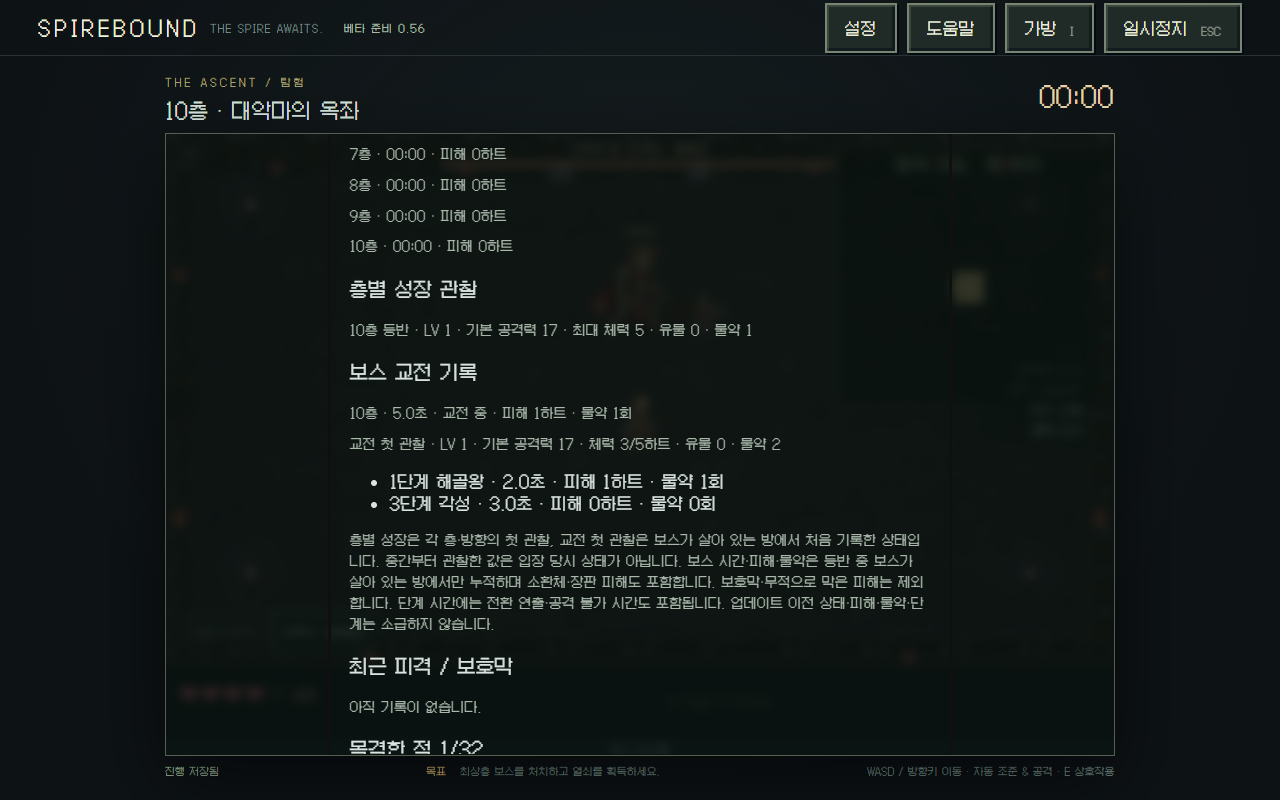 SPIREBOUND THE SPIRE AWAITS. 베타 준비 0.56 설정 도움말 가방 I 일시정지 ESC
THE ASCENT / 탐험
10층 · 대악마의 옥좌
00:00
7층 · 00:00 · 피해 0하트
8층 · 00:00 · 피해 0하트
9층 · 00:00 · 피해 0하트
10층 · 00:00 · 피해 0하트
층별 성장 관찰
10층 등반 · LV 1 · 기본 공격력 17 · 최대 체력 5 · 유물 0 · 물약 1
보스 교전 기록
10층 · 5.0초 · 교전 중 · 피해 1하트 · 물약 1회
교전 첫 관찰 · LV 1 · 기본 공격력 17 · 체력 3/5하트 · 유물 0 · 물약 2
• 1단계 해골왕 · 2.0초 · 피해 1하트 · 물약 1회
• 3단계 각성 · 3.0초 · 피해 0하트 · 물약 0회
층별 성장은 각 층·방향의 첫 관찰, 교전 첫 관찰은 보스가 살아 있는 방에서 처음 기록한 상태입
니다. 중간부터 관찰한 값은 입장 당시 상태가 아닙니다. 보스 시간·피해·물약은 등반 중 보스가
살아 있는 방에서만 누적하며 소환체·장판 피해도 포함합니다. 보호막·무적으로 막은 피해는 제외
합니다. 단계 시간에는 전환 연출·공격 불가 시간도 포함됩니다. 업데이트 이전 상태·피해·물약·단
계는 소급하지 않습니다.
최근 피격 / 보호막
아직 기록이 없습니다.
목격한 적 1/32
진행 저장됨 목표 최상층 보스를 처치하고 열쇠를 획득하세요. WASD / 방향키 이동 · 자동 조준 & 공격 · E 상호작용